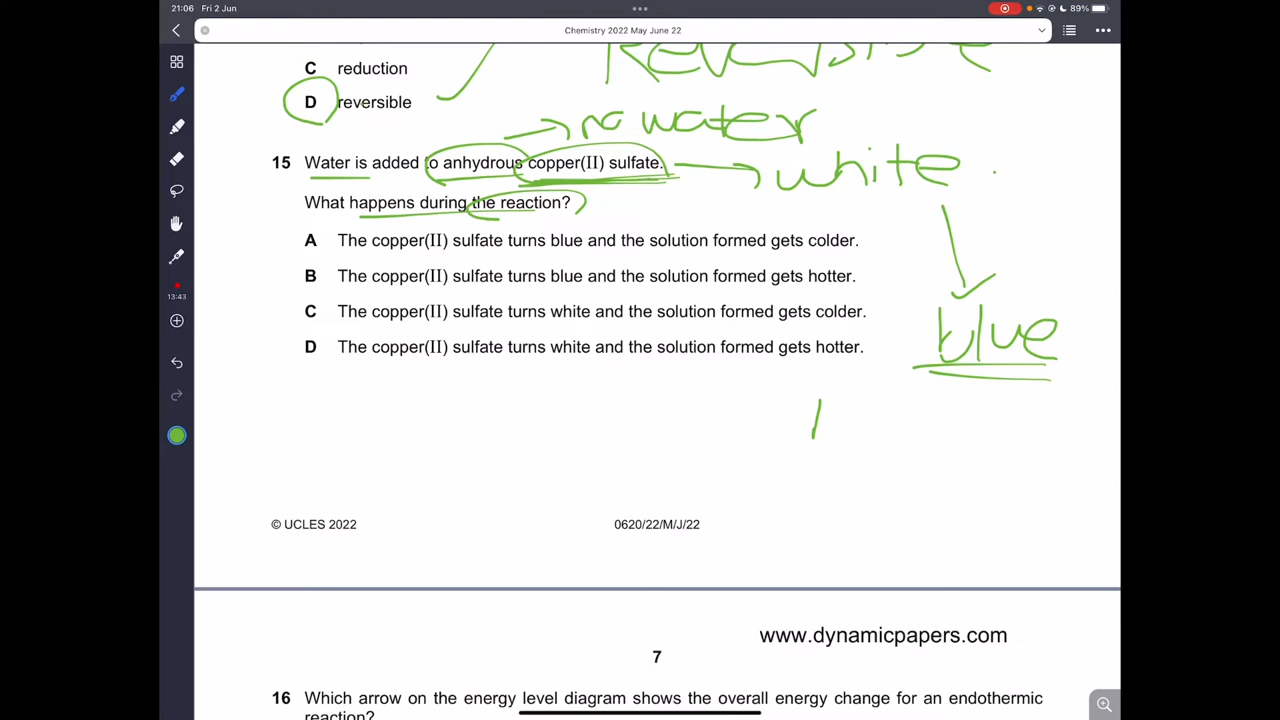 21:06 Fri 2 Jun
89%
Chemistry 2022 May June 22
C reduction
Reversible
D reversible
→ no water
15 Water is added to anhydrous copper(II) sulfate. → white
What happens during the reaction?
A The copper(II) sulfate turns blue and the solution formed gets colder.
B The copper(II) sulfate turns blue and the solution formed gets hotter.
C The copper(II) sulfate turns white and the solution formed gets colder.
D The copper(II) sulfate turns white and the solution formed gets hotter.
blue
13:43
© UCLES 2022
0620/22/M/J/22
www.dynamicpapers.com
7
16 Which arrow on the energy level diagram shows the overall energy change for an endothermic
reaction?